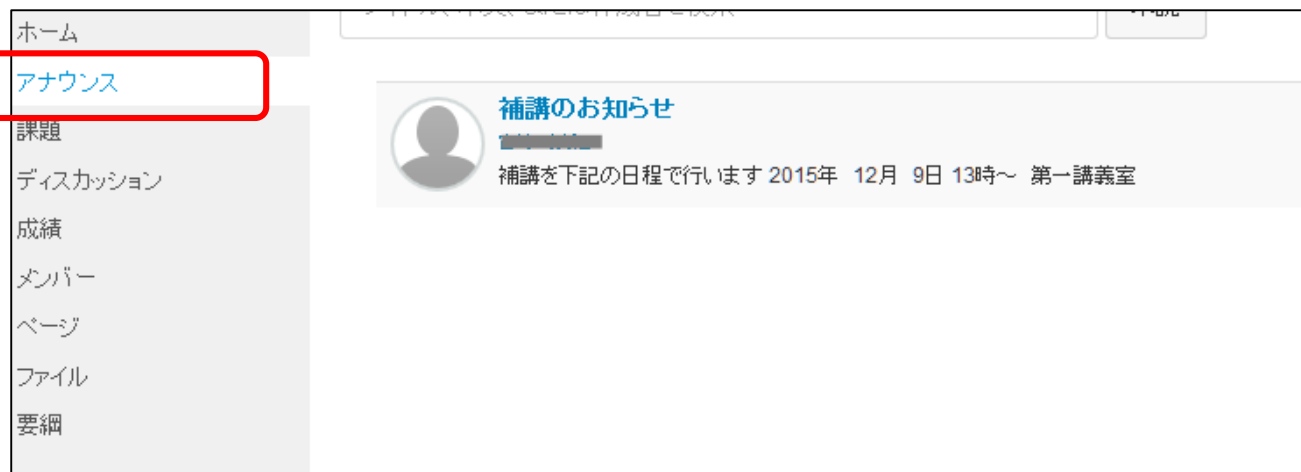 ホーム
アナウンス
課題
ディスカッション
成績
メンバー
ページ
ファイル
要綱
補講のお知らせ
補講を下記の日程で行います 2015年 12月 9日 13時～ 第一講義室